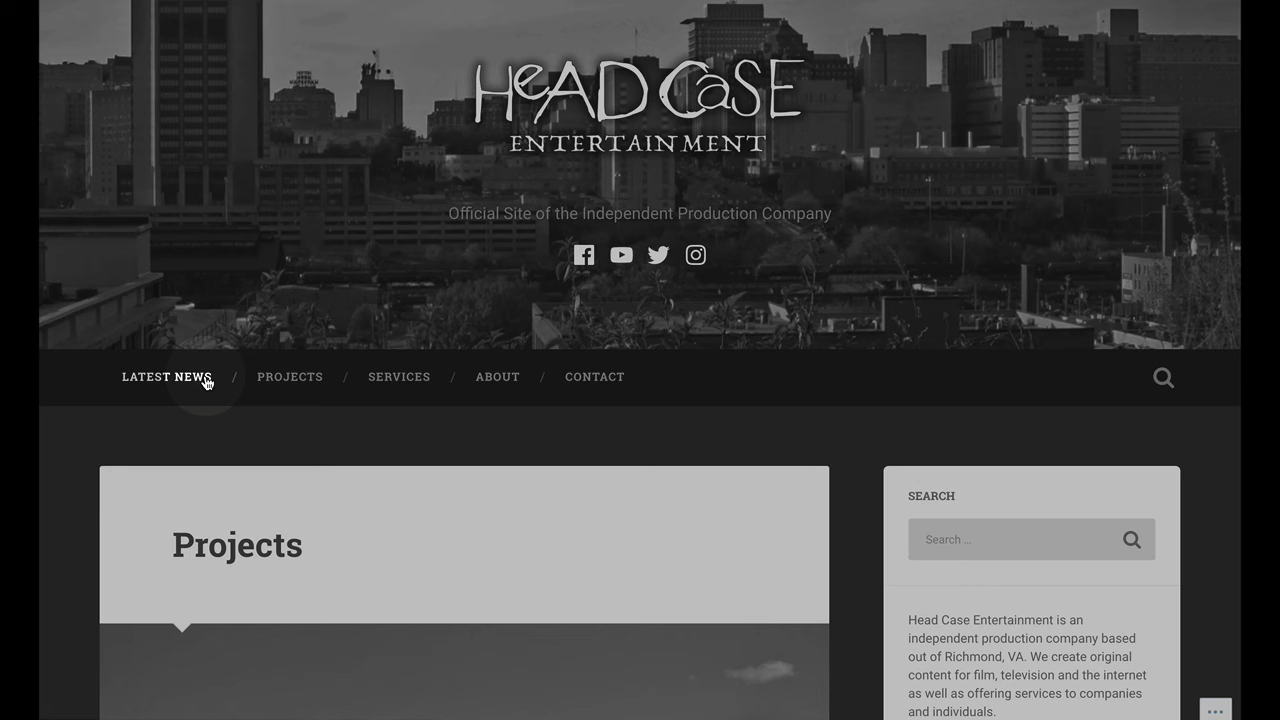 HeAD CaSE
ENTERTAINMENT
Official Site of the Independent Production Company
LATEST NEWS / PROJECTS / SERVICES / ABOUT / CONTACT
Projects
SEARCH
Search ...
Head Case Entertainment is an
independent production company based
out of Richmond, VA. We create original
content for film, television and the internet
as well as offering services to companies
and individuals.